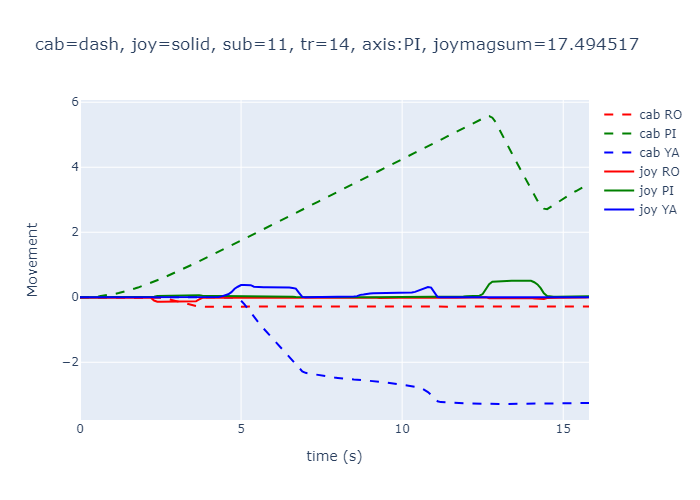 cab=dash, joy=solid, sub=11, tr=14, axis:PI, joymagsum=17.494517
6
4
2
0
−2
Movement
0 5 10 15
time (s)
cab RO
cab PI
cab YA
joy RO
joy PI
joy YA